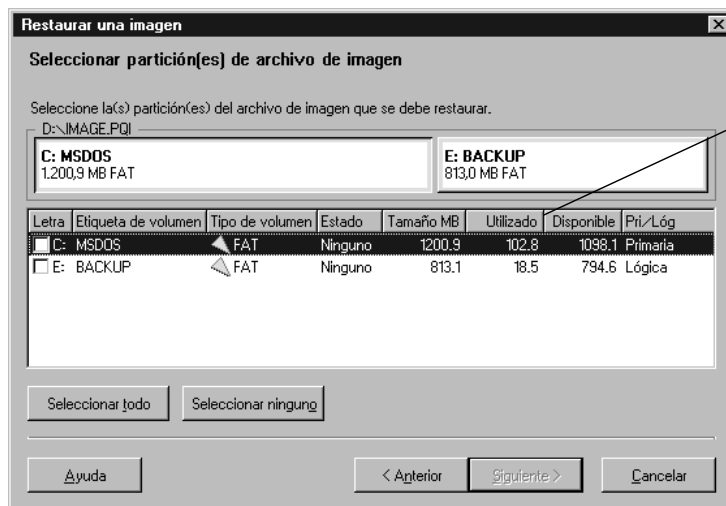 Restaurar una imagen
Seleccionar partición(es) de archivo de imagen
Seleccione la(s) partición(es) del archivo de imagen que se debe restaurar.
D:\IMAGE.PQI
C: MSDOS
1.200,9 MB FAT
E: BACKUP
813,0 MB FAT
Letra Etiqueta de volumen Tipo de volumen Estado Tamaño MB Utilizado Disponible Pri/Lóg
C: MSDOS FAT Ninguno 1200.9 102.8 1098.1 Primaria
E: BACKUP FAT Ninguno 813.1 18.5 794.6 Lógica
Seleccionar todo Seleccionar ninguno
Ayuda < Anterior Siguiente > Cancelar